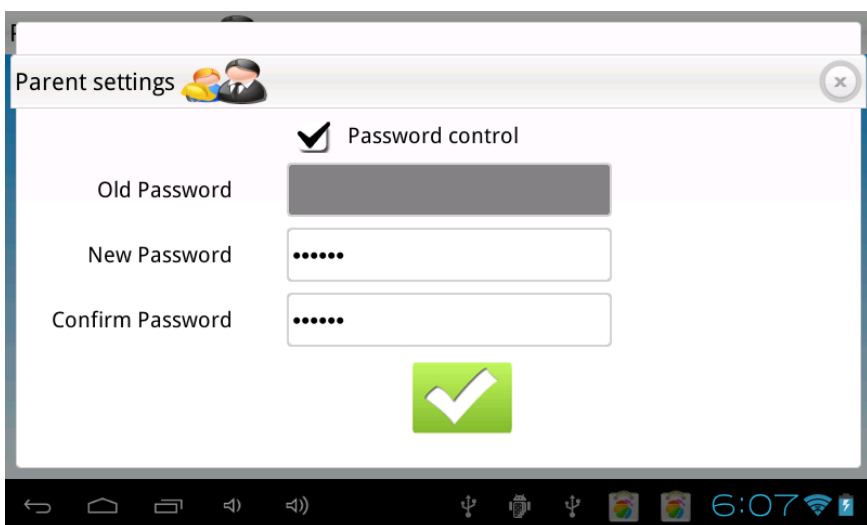 Parent settings
Password control
Old Password
New Password
••••••
Confirm Password
••••••
6:07